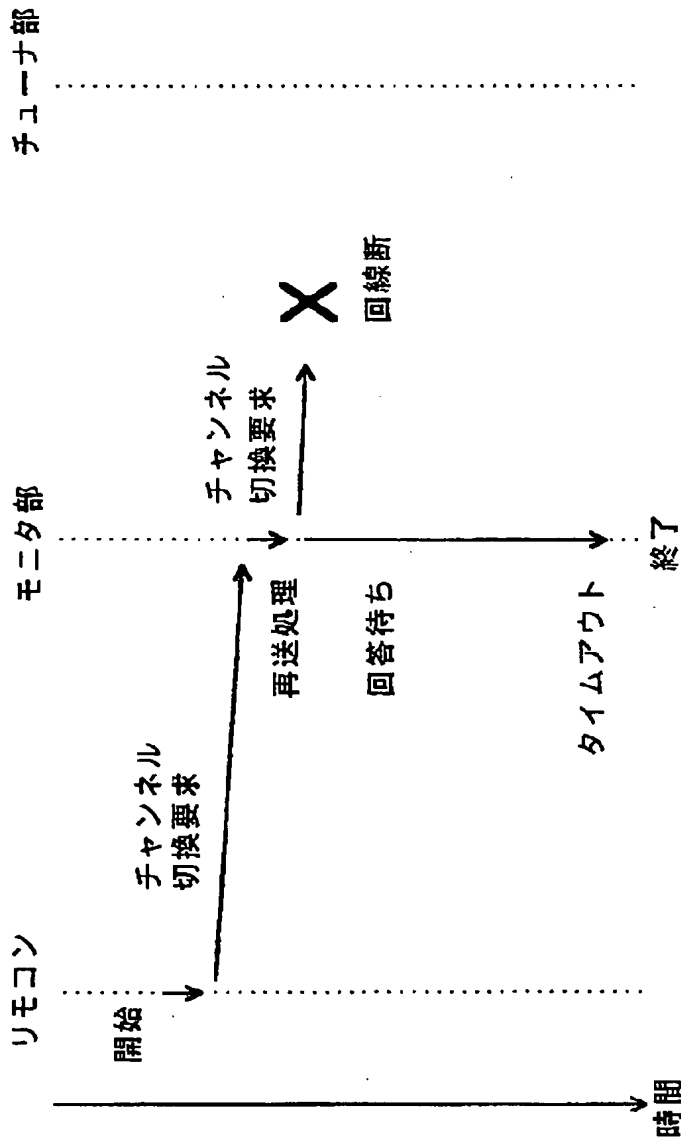 リモコン
モニタ部
チューナ部
開始
チャンネル
切換要求
チャンネル
切換要求
再送処理
X
回線断
回答待ち
タイムアウト
終了
時間